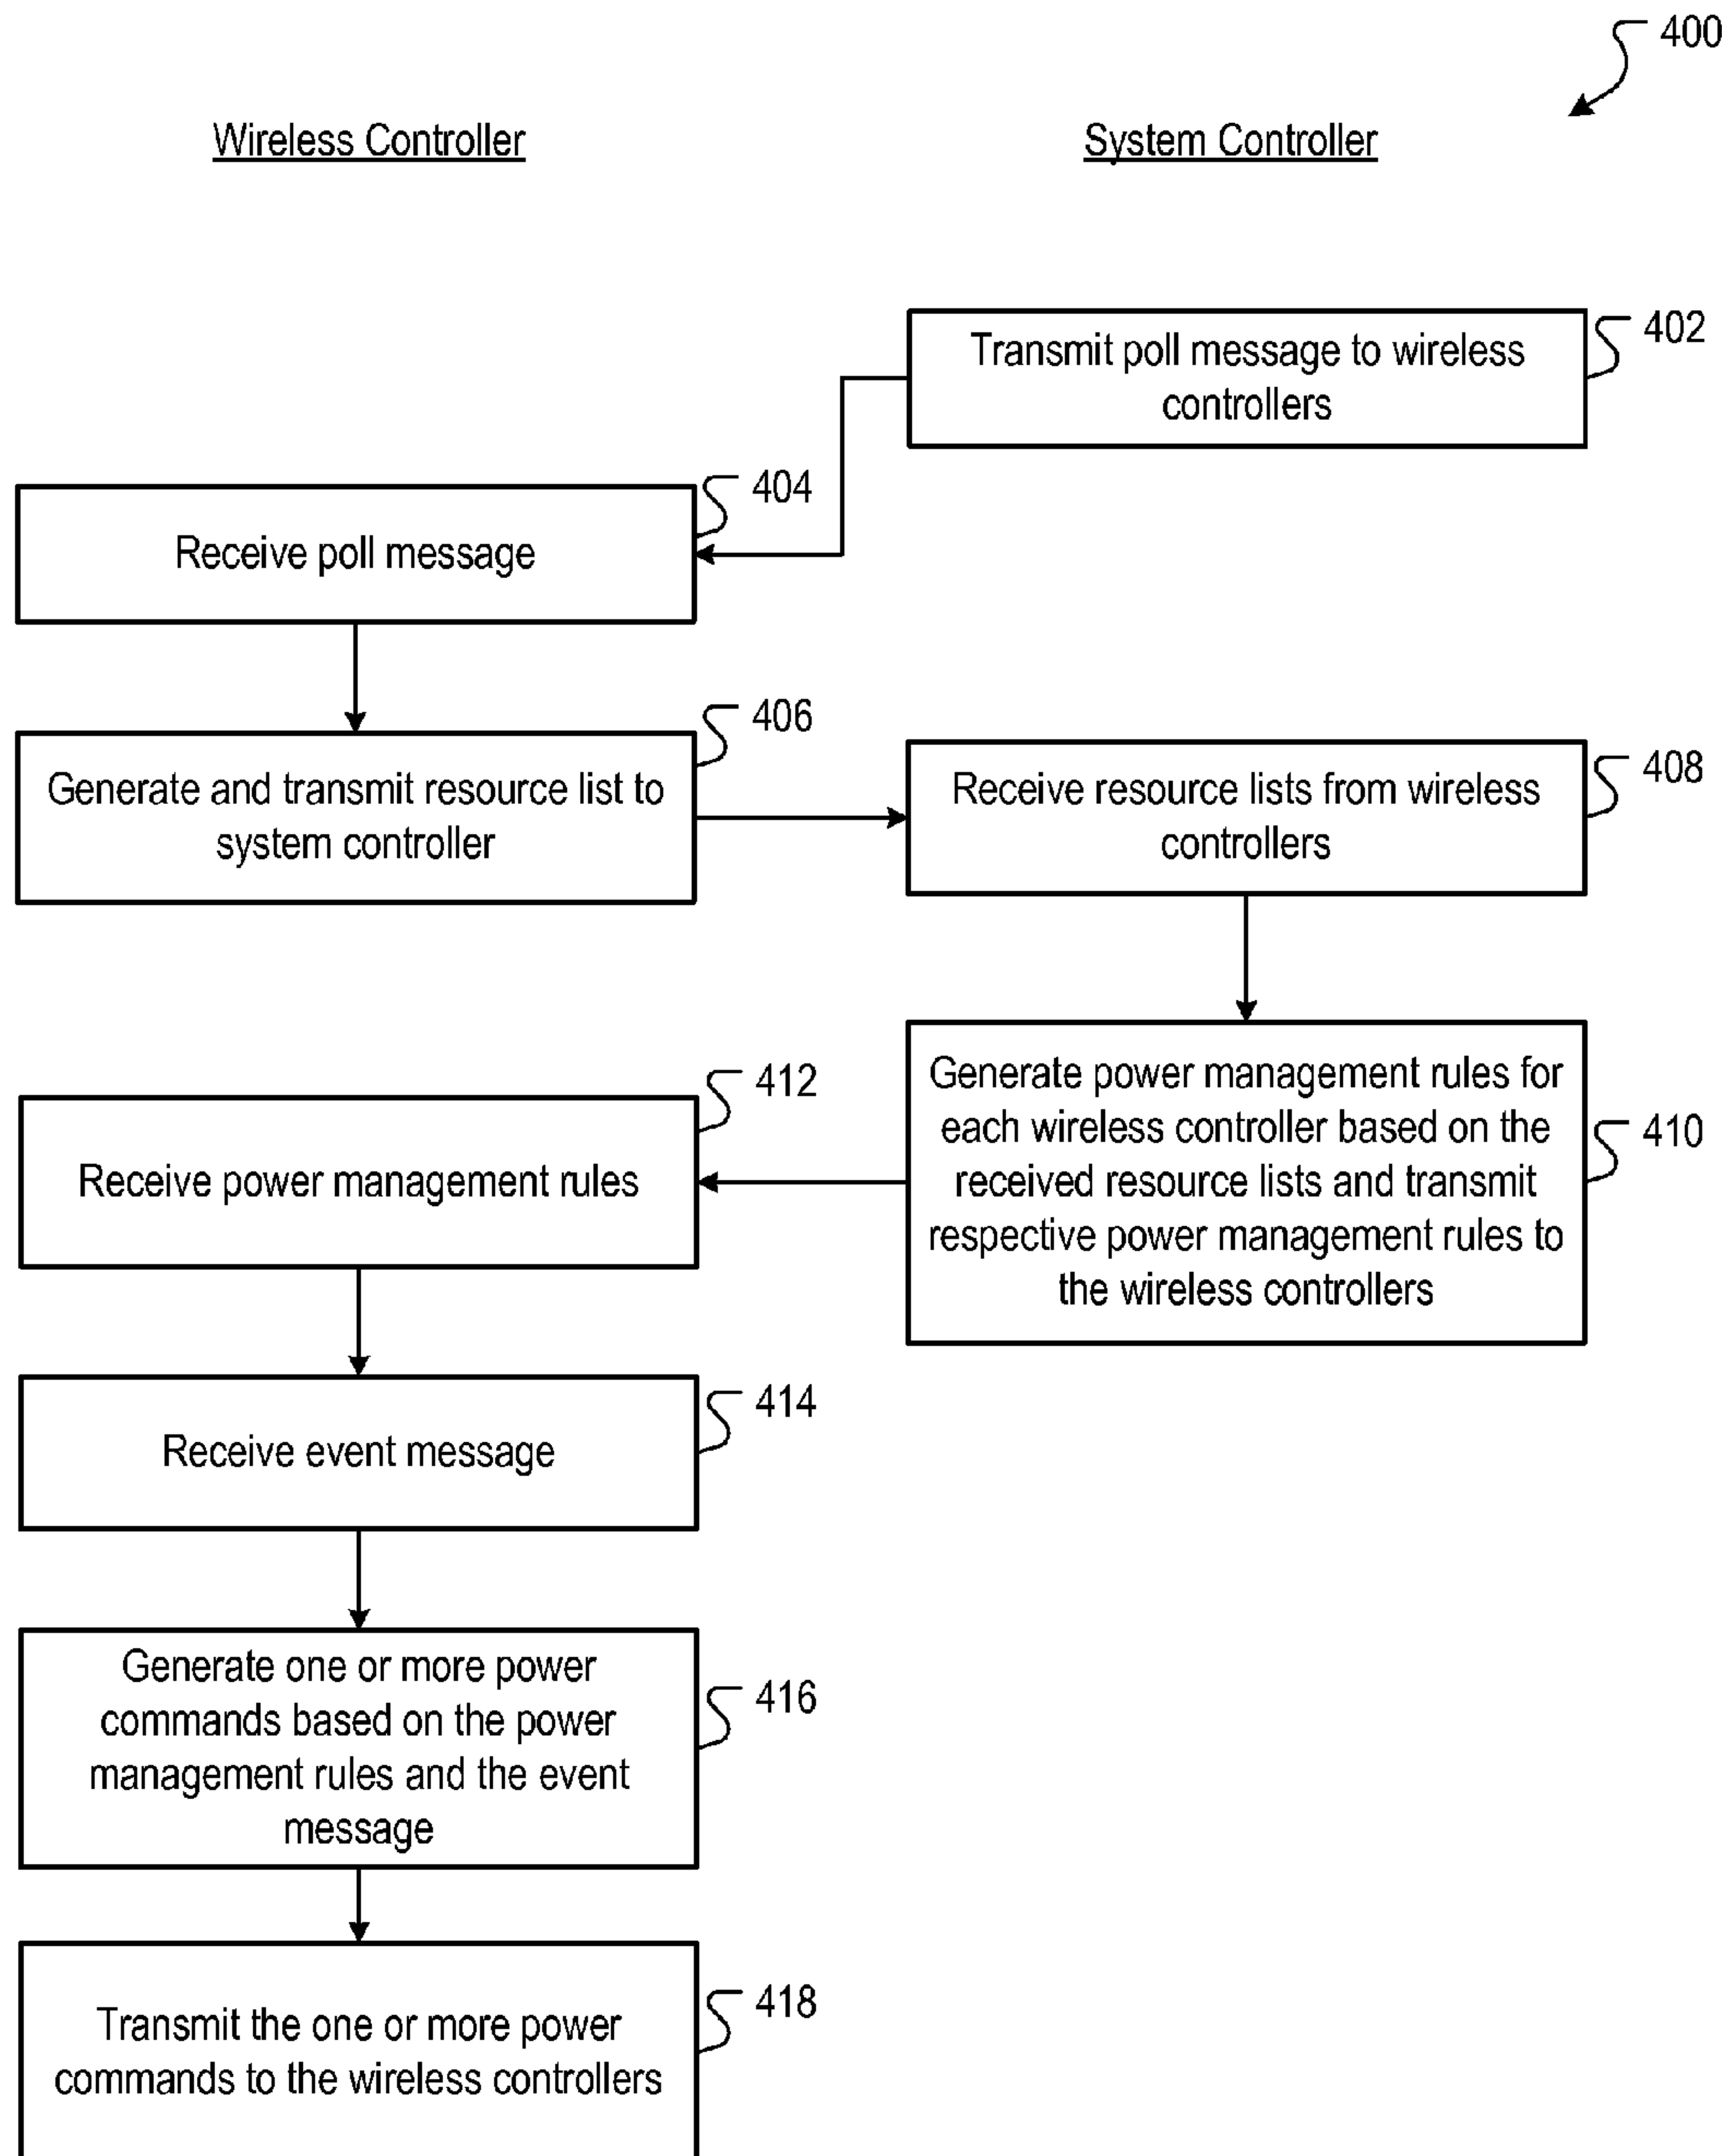 400
Wireless Controller
System Controller
Transmit poll message to wireless
controllers
402
404
Receive poll message
406
Generate and transmit resource list to
system controller
Receive resource lists from wireless
controllers
408
412
Receive power management rules
Generate power management rules for
each wireless controller based on the
received resource lists and transmit
respective power management rules to
the wireless controllers
410
414
Receive event message
Generate one or more power
commands based on the power
management rules and the event
message
416
Transmit the one or more power
commands to the wireless controllers
418